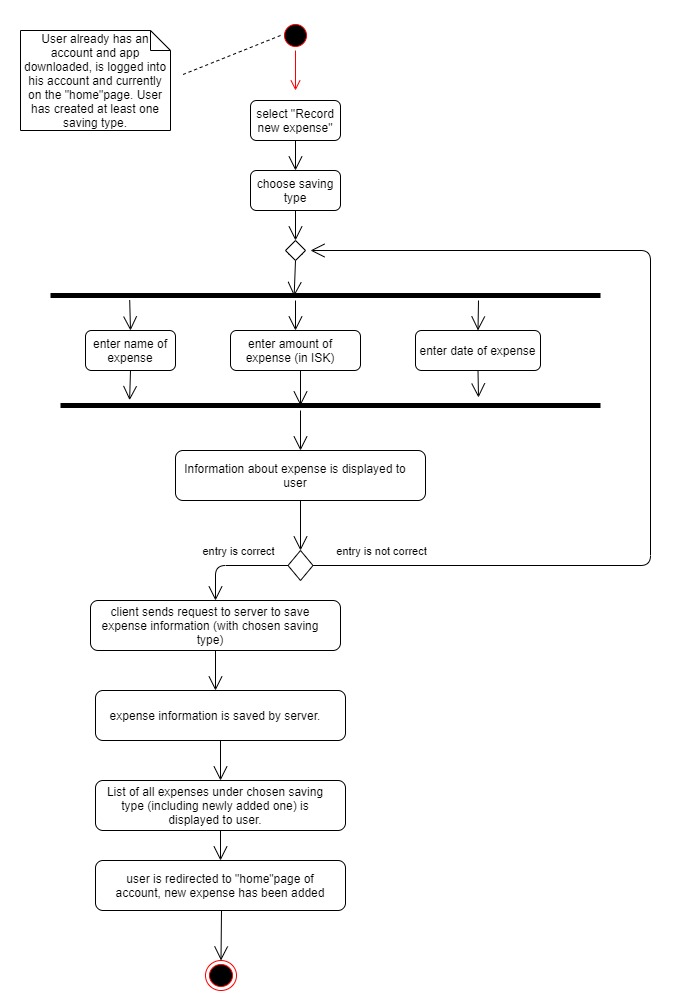 User already has an
account and app
downloaded, is logged into
his account and currently
on the "home"page. User
has created at least one
saving type.
select "Record
new expense"
choose saving
type
enter name of
expense
enter amount of
expense (in ISK)
enter date of expense
Information about expense is displayed to
user
entry is correct
entry is not correct
client sends request to server to save
expense information (with chosen saving
type)
expense information is saved by server.
List of all expenses under chosen saving
type (including newly added one) is
displayed to user.
user is redirected to "home"page of
account, new expense has been added